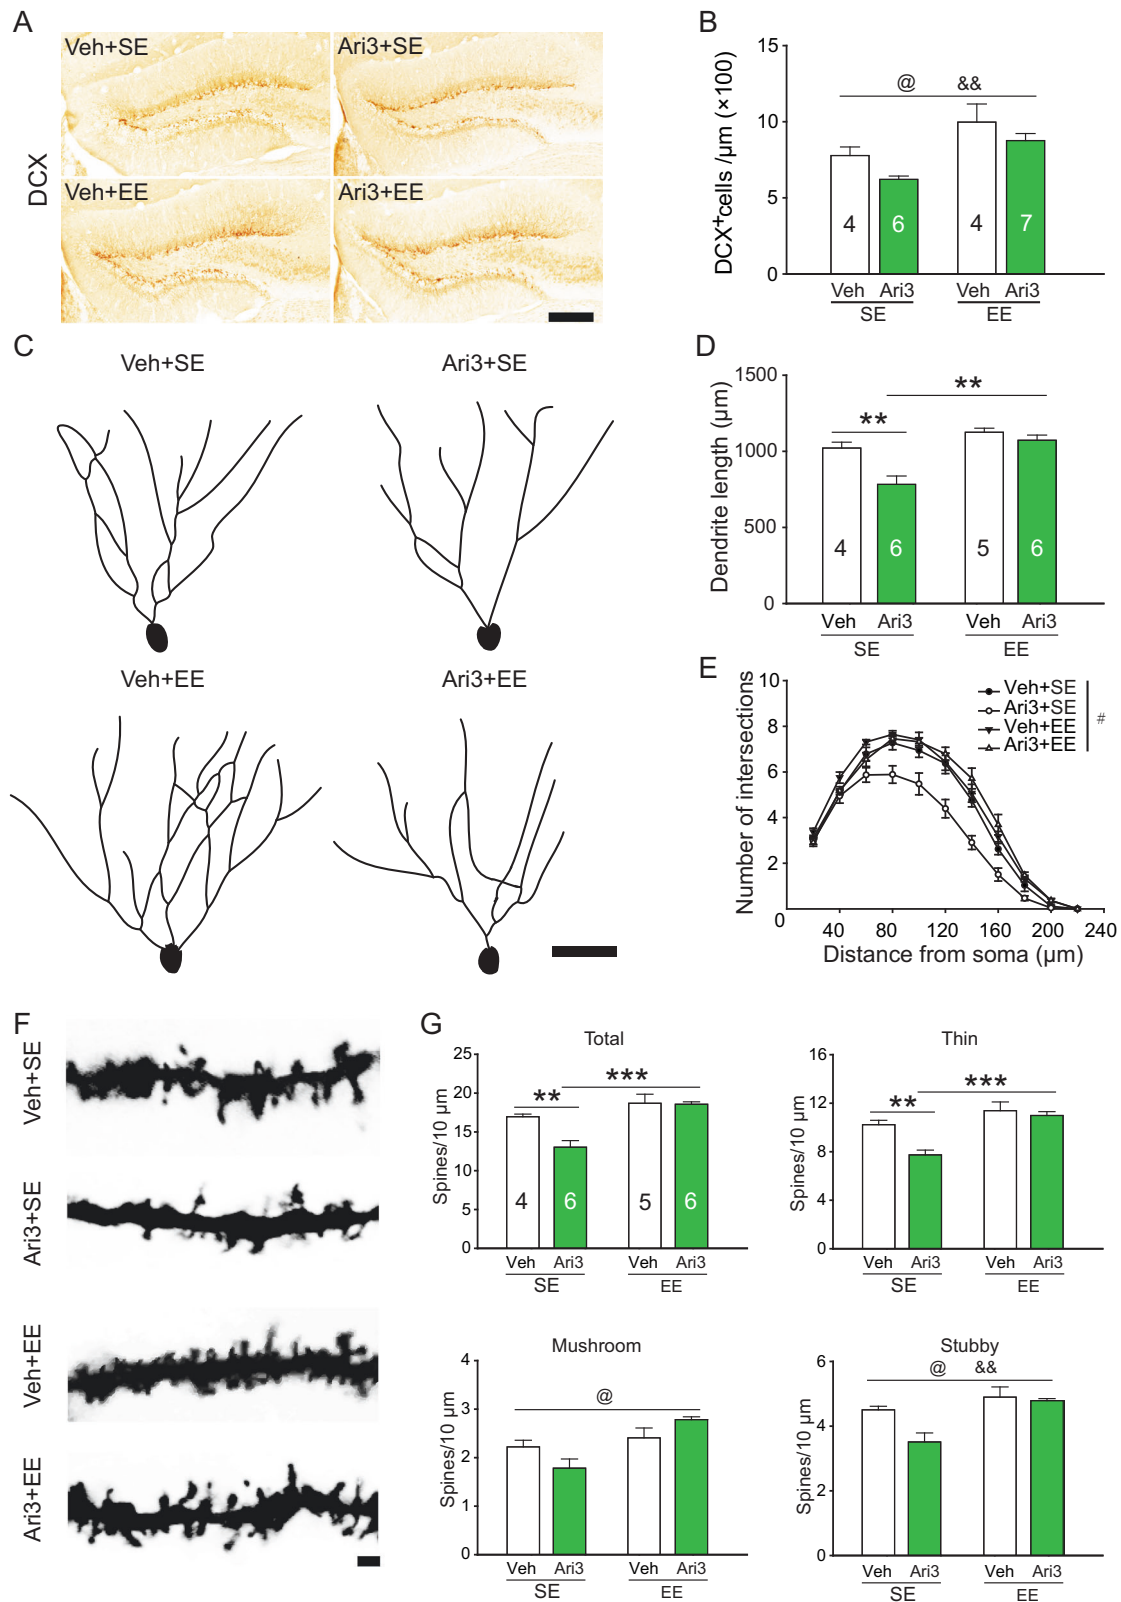 A
Veh+SE
Ari3+SE
Veh+EE
Ari3+EE
DCX
B
DCX⁺cells /µm (×100)
15
10
5
0
@ &&
4 6 4 7
Veh Ari3 Veh Ari3
SE EE
C
Veh+SE
Ari3+SE
Veh+EE
Ari3+EE
D
Dendrite length (µm)
1500
1000
500
0
**
**
4 6 5 6
Veh Ari3 Veh Ari3
SE EE
E
Number of intersections
10
8
6
4
2
0
Veh+SE
Ari3+SE
Veh+EE
Ari3+EE
#
40 80 120 160 200 240
Distance from soma (µm)
F
Veh+SE
Ari3+SE
Veh+EE
Ari3+EE
G
Total
Spines/10 µm
25
20
15
10
5
0
** ***
4 6 5 6
Veh Ari3 Veh Ari3
SE EE
Thin
Spines/10 µm
16
12
8
4
0
** ***
Veh Ari3 Veh Ari3
SE EE
Mushroom
Spines/10 µm
4
3
2
1
0
@
Veh Ari3 Veh Ari3
SE EE
Stubby
Spines/10 µm
6
4
2
0
@ &&
Veh Ari3 Veh Ari3
SE EE